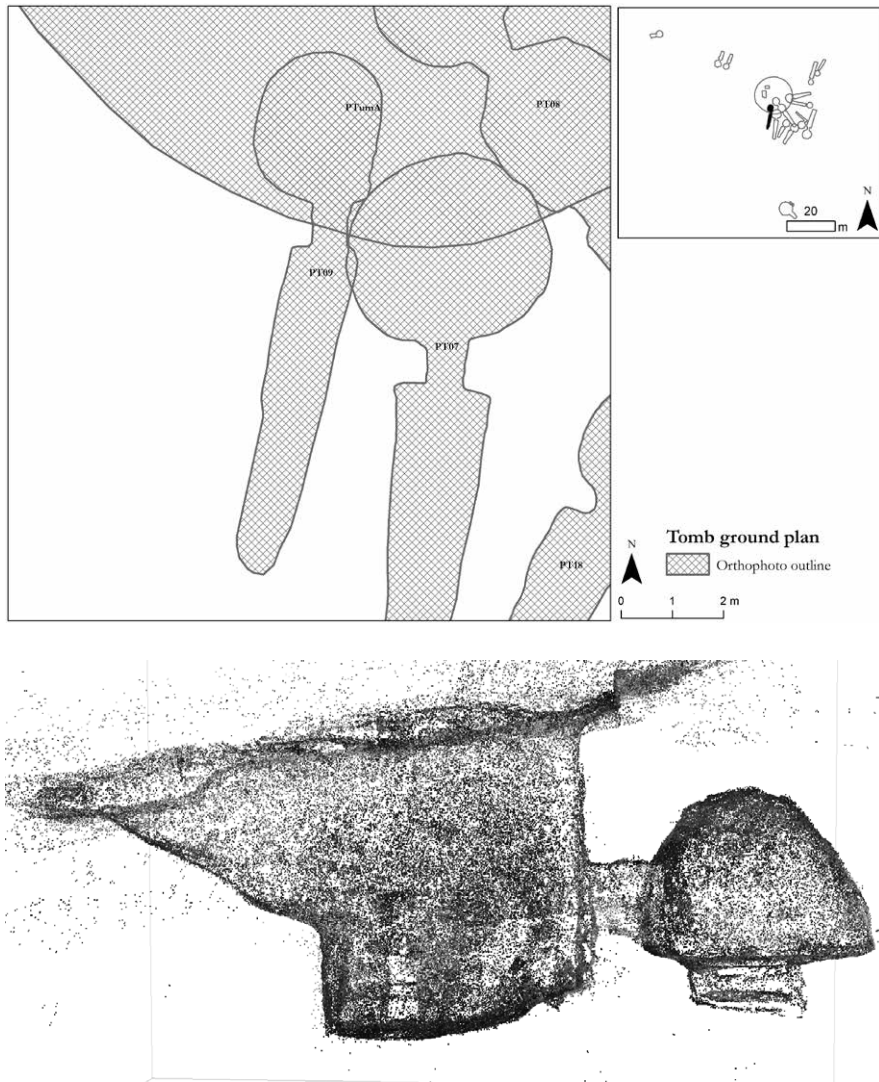 PTumA
PT08
PT09
PT07
PT18
N
20
m
Tomb ground plan
Orthophoto outline
N
0 1 2 m